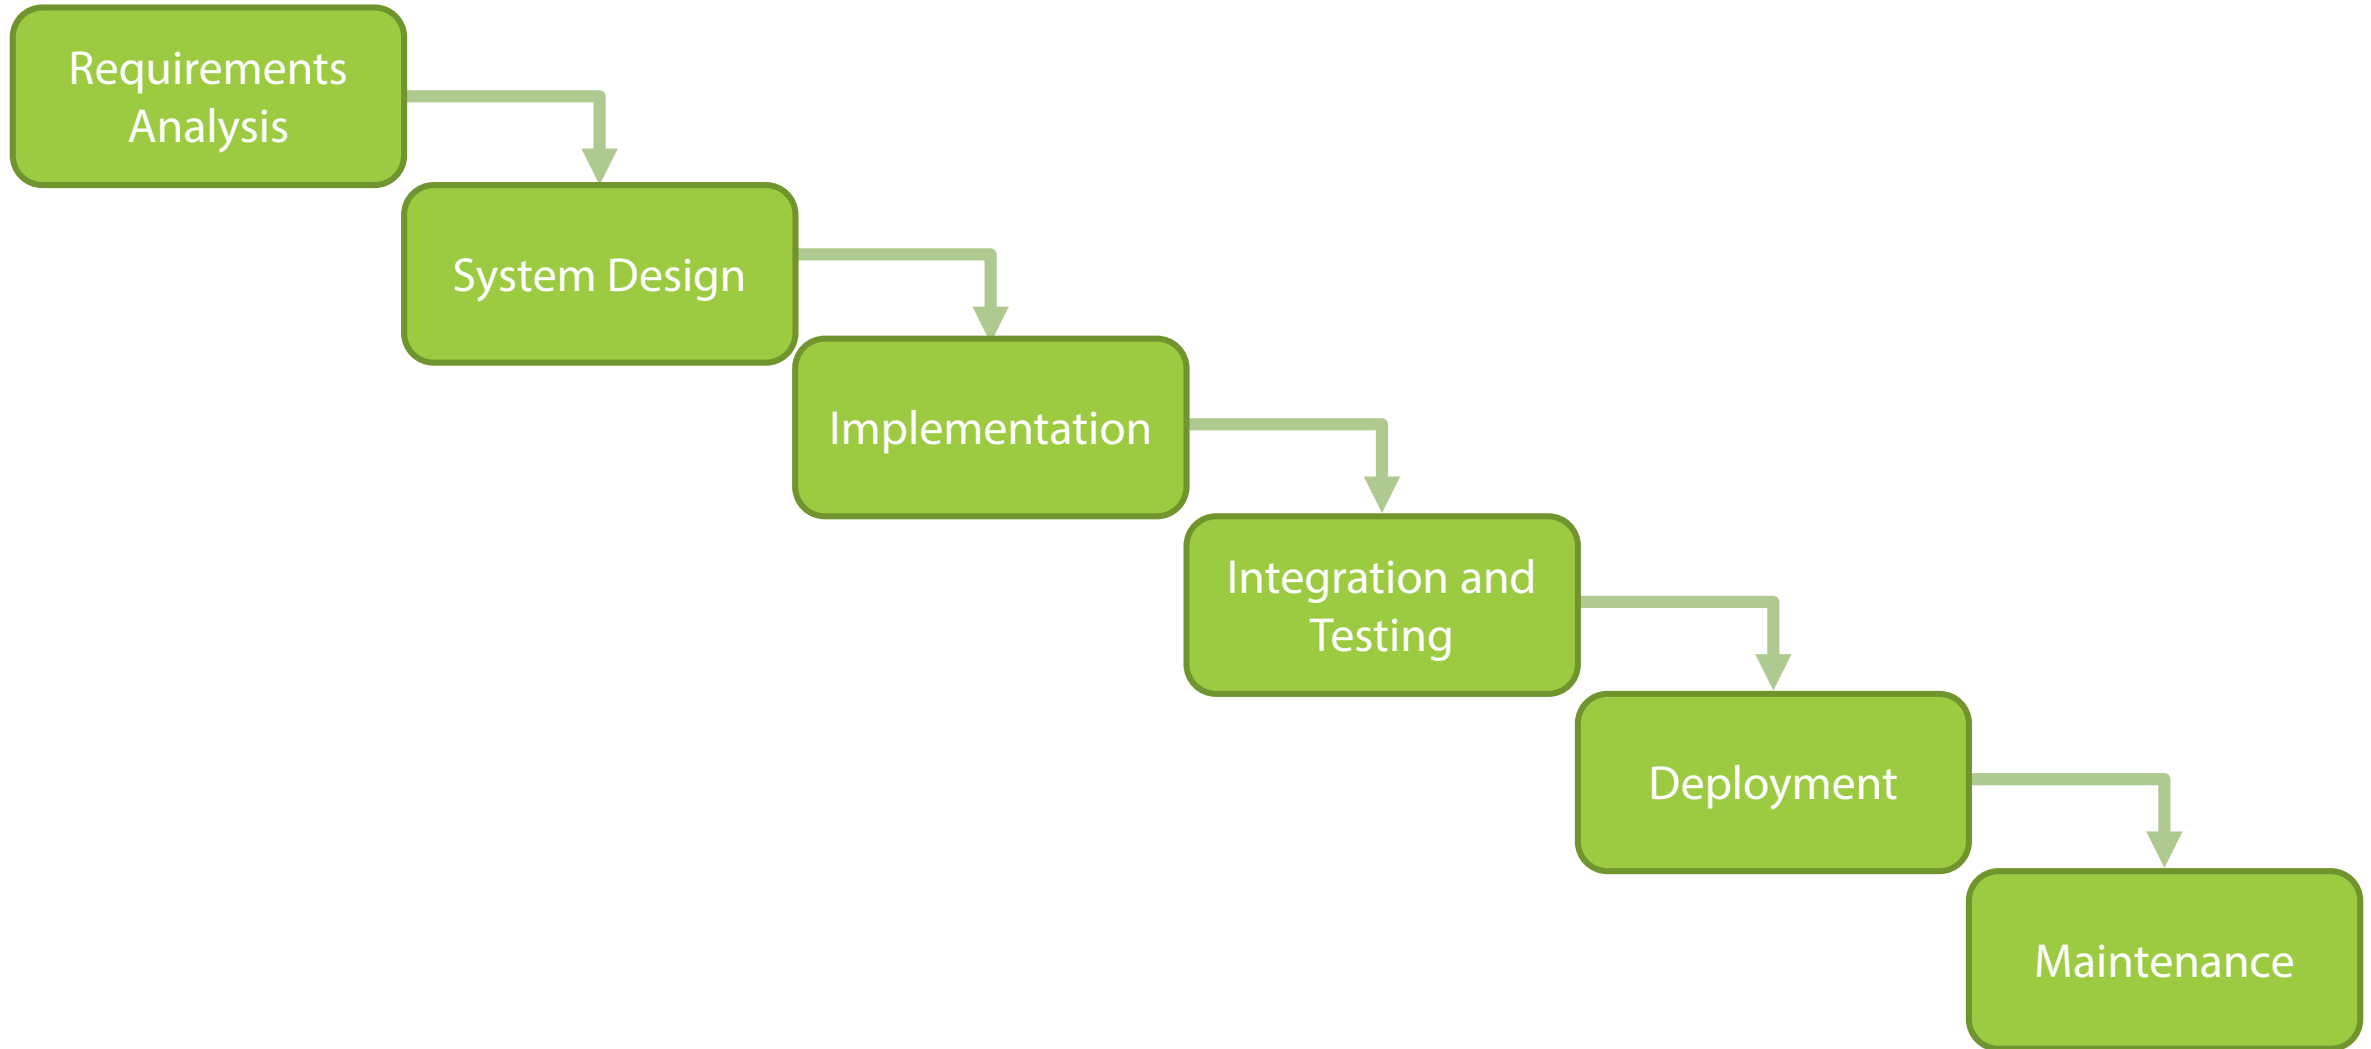 Requirements
Analysis
System Design
Implementation
Integration and
Testing
Deployment
Maintenance